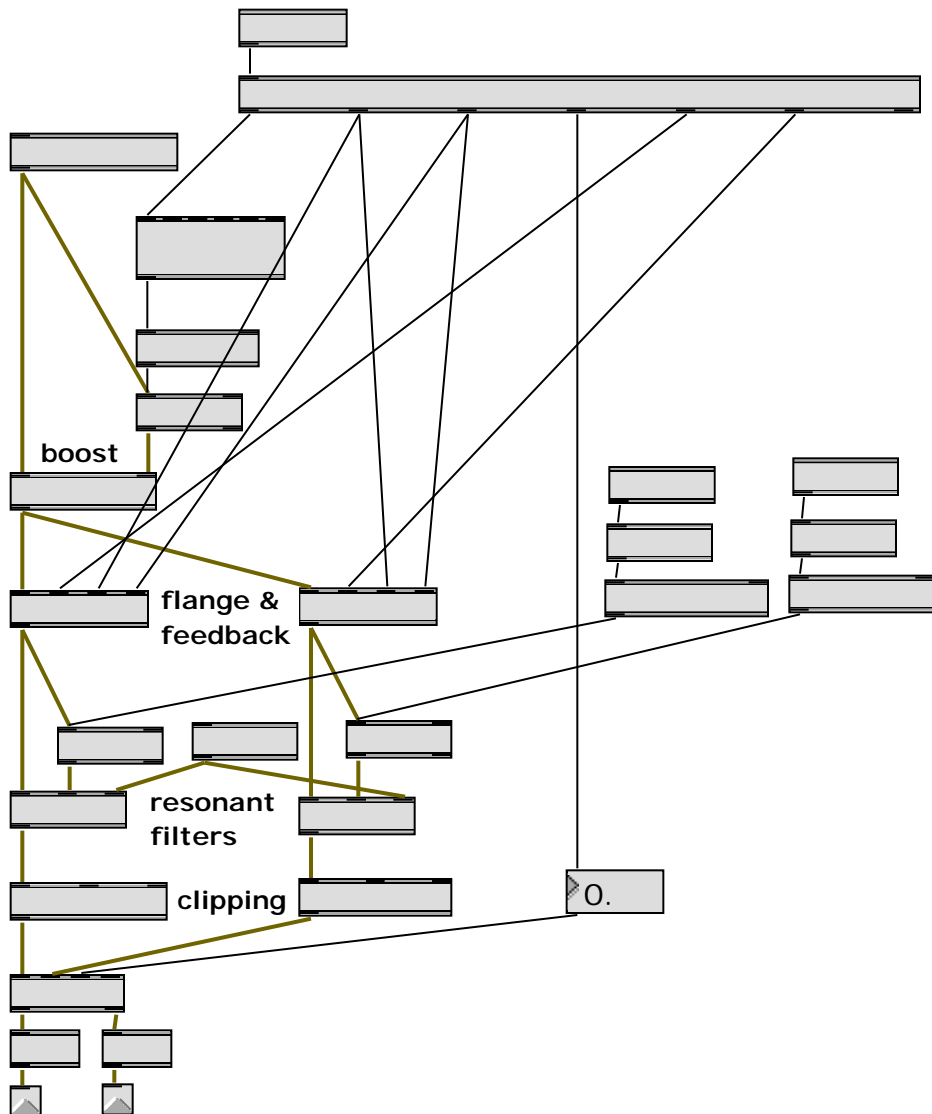 boost
flange &
feedback
resonant
filters
clipping
0.